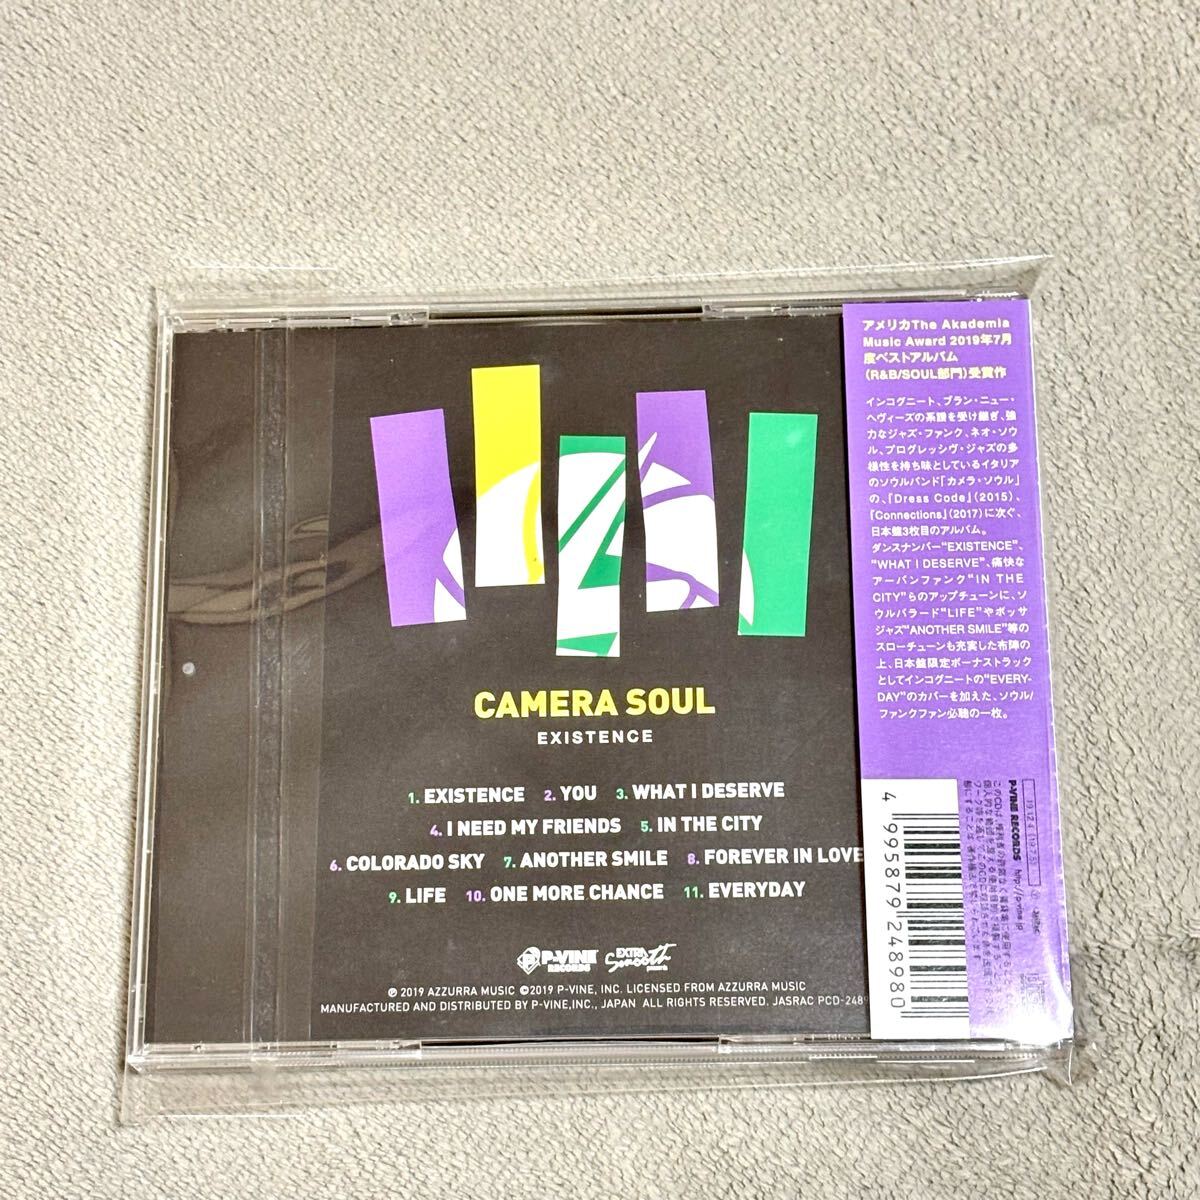 CAMERA SOUL
EXISTENCE
1. EXISTENCE 2. YOU 3. WHAT I DESERVE
4. I NEED MY FRIENDS 5. IN THE CITY
6. COLORADO SKY 7. ANOTHER SMILE 8. FOREVER IN LOVE
9. LIFE 10. ONE MORE CHANCE 11. EVERYDAY
P-VINE
RECORDS
EXTRA
Smooth
presents
℗ 2019 AZZURRA MUSIC ©2019 P-VINE, INC. LICENSED FROM AZZURRA MUSIC
MANUFACTURED AND DISTRIBUTED BY P-VINE,INC., JAPAN ALL RIGHTS RESERVED. JASRAC PCD-2489
アメリカThe Akademia
Music Award 2019年7月
度ベストアルバム
(R&B/SOUL部門)受賞作
インコグニート、ブラン・ニュー・
ヘヴィーズの系譜を受け継ぎ、強
力なジャズ・ファンク、ネオ・ソウ
ル、プログレッシヴ・ジャズの多
様性を持ち味としているイタリア
のソウルバンド「カメラ・ソウル」
の、『Dress Code』(2015)、
『Connections』(2017)に次ぐ、
日本盤3枚目のアルバム。
ダンスナンバー“EXISTENCE”、
“WHAT I DESERVE”、痛快な
アーバンファンク“IN THE
CITY”らのアップチューンに、ソ
ウルバラード“LIFE”やボッサ
ジャズ“ANOTHER SMILE”等の
スローチューンも充実した布陣の
上、日本盤限定ボーナストラック
としてインコグニートの“EVERY-
DAY”のカバーを加えた、ソウル/
ファンクファン必聴の一枚。
4 995879 248980
P-VINE RECORDS http://p-vine.jp